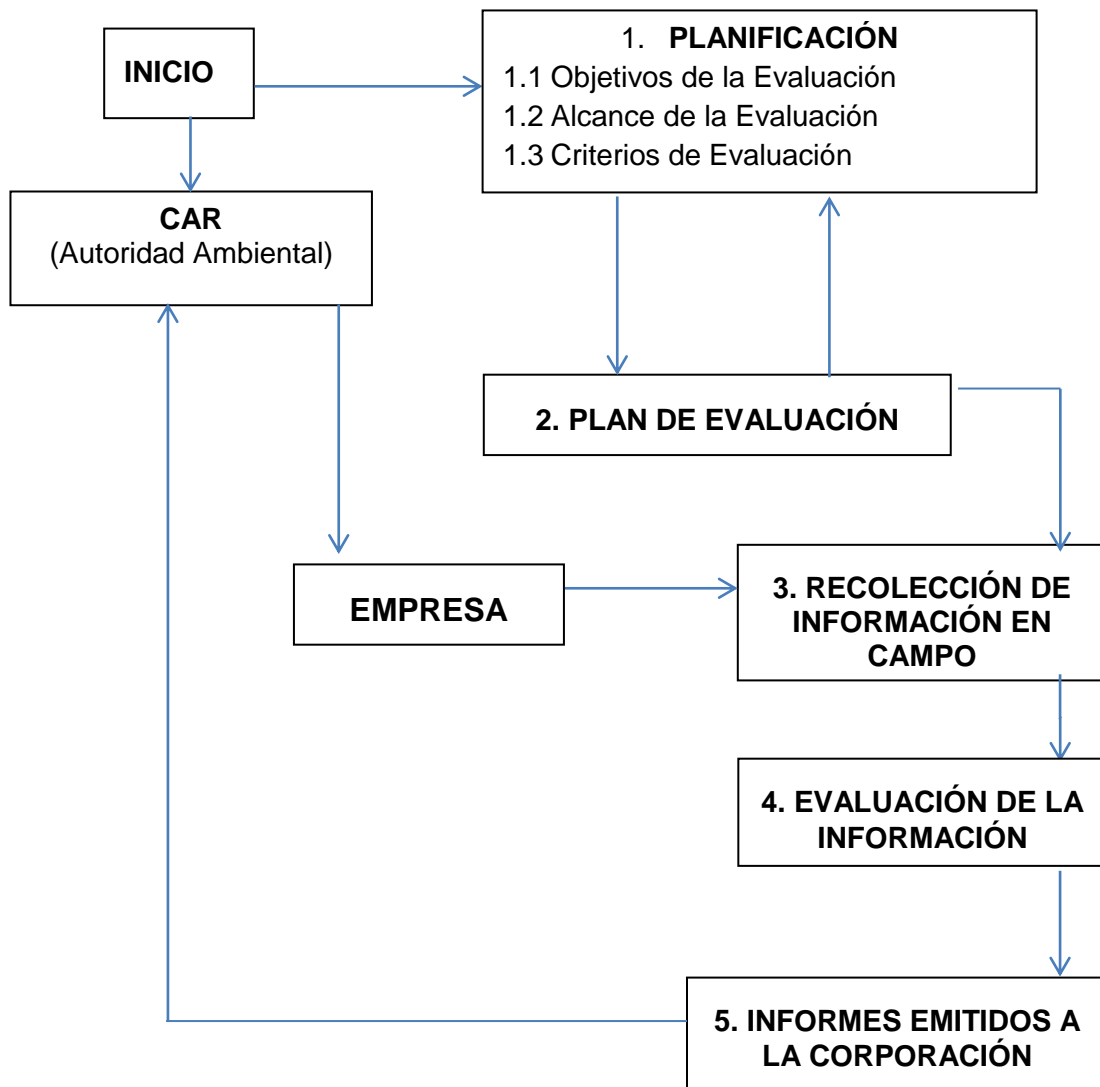 INICIO
1. PLANIFICACIÓN
1.1 Objetivos de la Evaluación
1.2 Alcance de la Evaluación
1.3 Criterios de Evaluación
CAR
(Autoridad Ambiental)
2. PLAN DE EVALUACIÓN
EMPRESA
3. RECOLECCIÓN DE
INFORMACIÓN EN
CAMPO
4. EVALUACIÓN DE LA
INFORMACIÓN
5. INFORMES EMITIDOS A
LA CORPORACIÓN